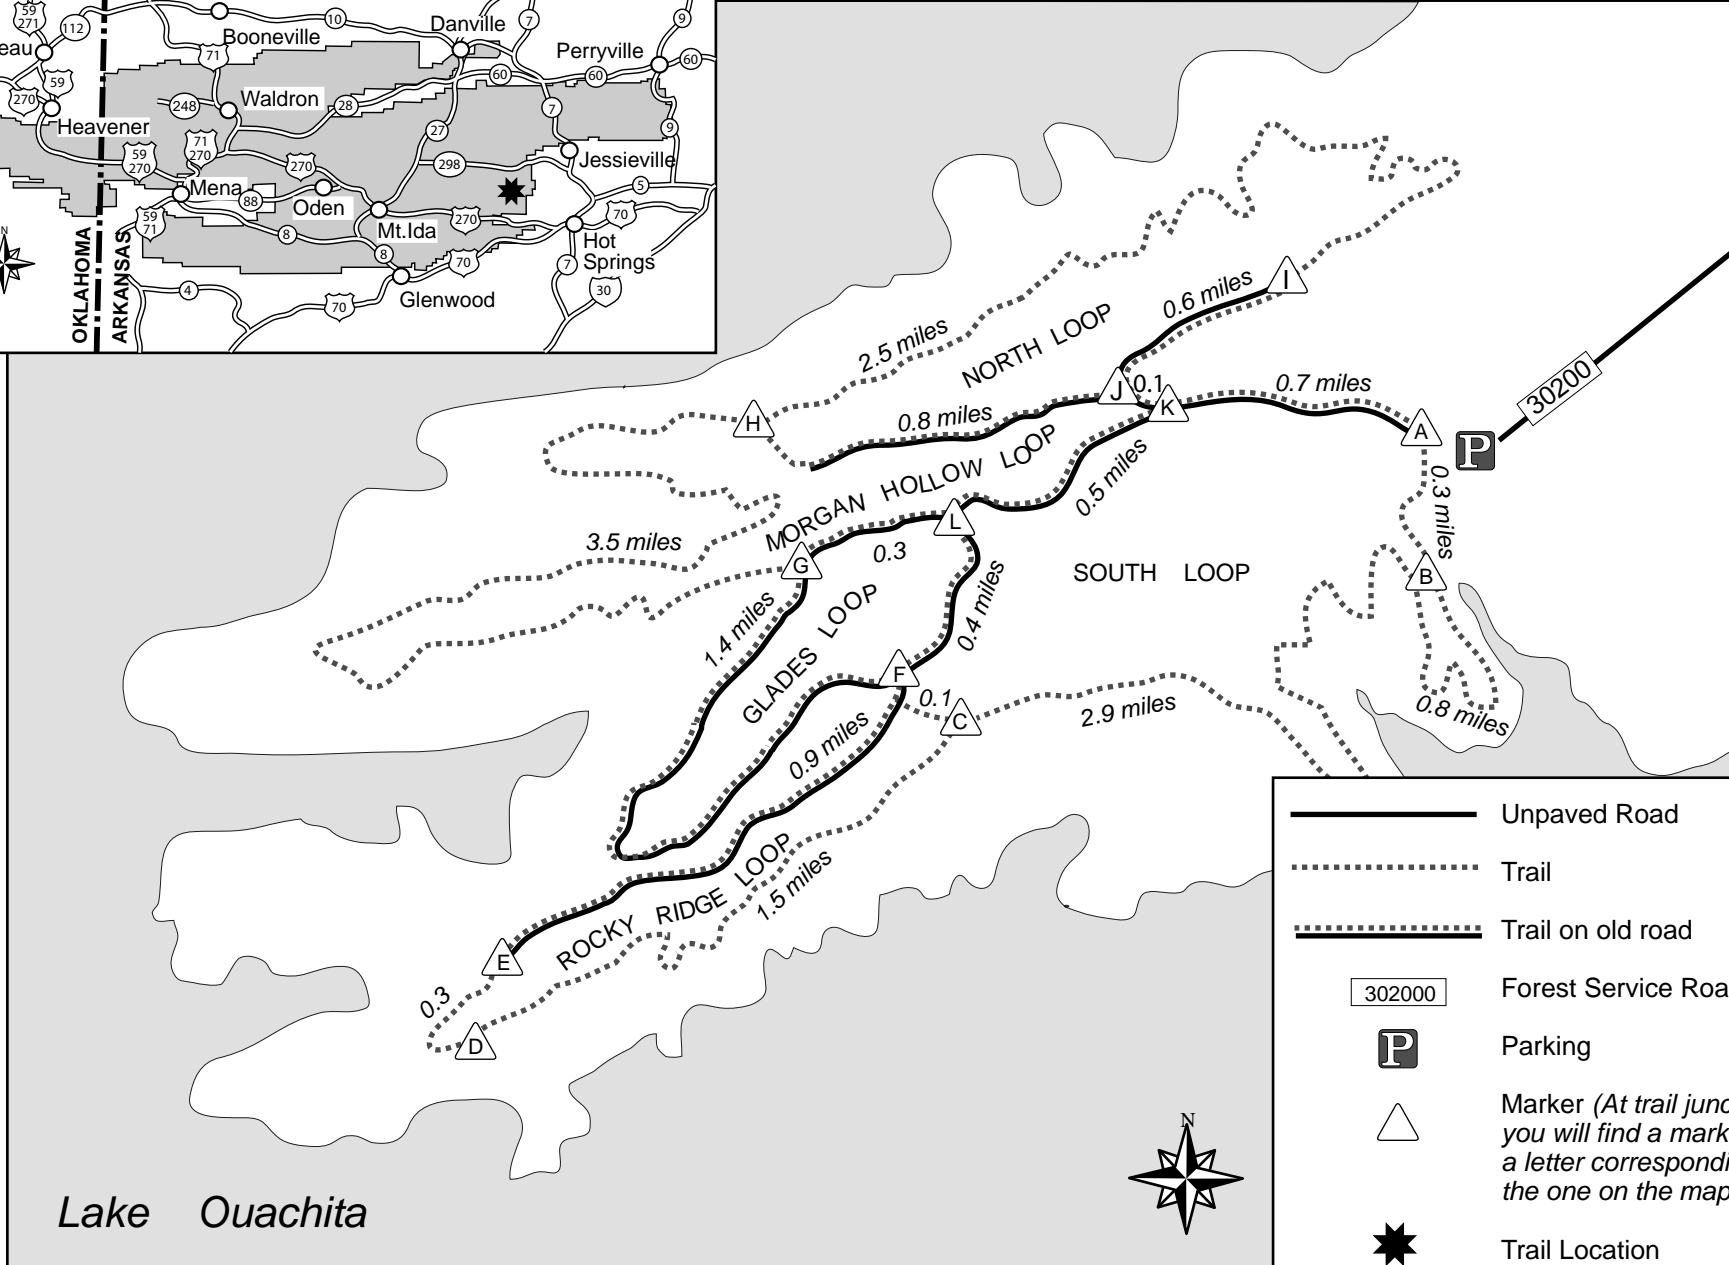 59
271
112
10
7
9
Danville
Booneville
Perryville
eau
71
60
60
60
59
270
248
Waldron
28
7
Heavener
27
9
71
270
59
270
270
298
Jessieville
Mena
88
Oden
5
59
71
270
70
8
Mt.Ida
8
70
Hot
Springs
7
30
4
70
Glenwood
OKLAHOMA
ARKANSAS
N
30200
P
I
0.6 miles
NORTH LOOP
2.5 miles
J
0.1
K
0.7 miles
A
H
0.8 miles
MORGAN HOLLOW LOOP
0.5 miles
0.3 miles
3.5 miles
L
0.3
G
SOUTH LOOP
B
1.4 miles
GLADES LOOP
0.4 miles
F
0.1
C
2.9 miles
0.8 miles
0.9 miles
ROCKY RIDGE LOOP
1.5 miles
E
0.3
D
Lake Ouachita
N
Unpaved Road
Trail
Trail on old road
302000
Forest Service Roa
P
Parking
Marker (At trail junc
you will find a mark
a letter correspondi
the one on the map
Trail Location